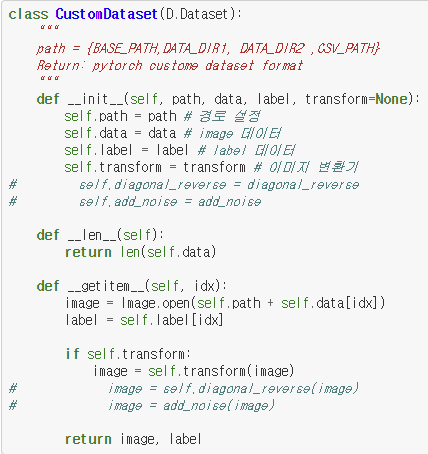 class CustomDataset(D.Dataset):
    """
    path = {BASE_PATH,DATA_DIR1, DATA_DIR2 ,CSV_PATH}
    Return: pytorch custome dataset format
    """
    def __init__(self, path, data, label, transform=None):
        self.path = path # 경로 설정
        self.data = data # image 데이터
        self.label = label # label 데이터
        self.transform = transform # 이미지 변환기
#         self.diagonal_reverse = diagonal_reverse
#         self.add_noise = add_noise

    def __len__(self):
        return len(self.data)

    def __getitem__(self, idx):
        image = Image.open(self.path + self.data[idx])
        label = self.label[idx]

        if self.transform:
            image = self.transform(image)
#             image = self.diagonal_reverse(image)
#             image = add_noise(image)

        return image, label